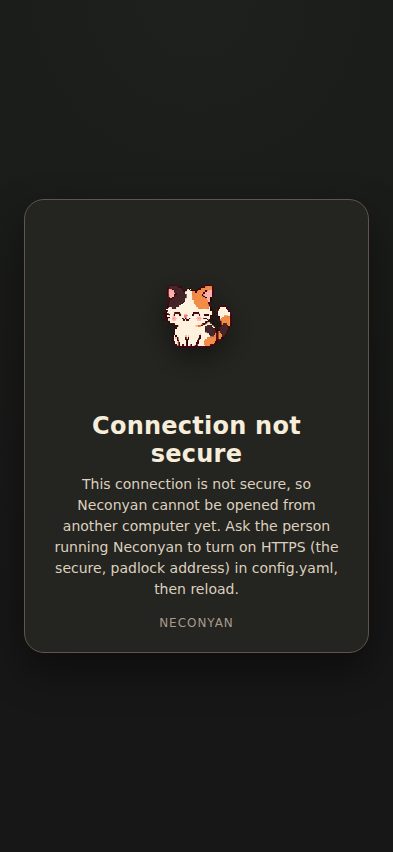 Connection not
secure
This connection is not secure, so
Neconyan cannot be opened from
another computer yet. Ask the person
running Neconyan to turn on HTTPS (the
secure, padlock address) in config.yaml,
then reload.
NECONYAN